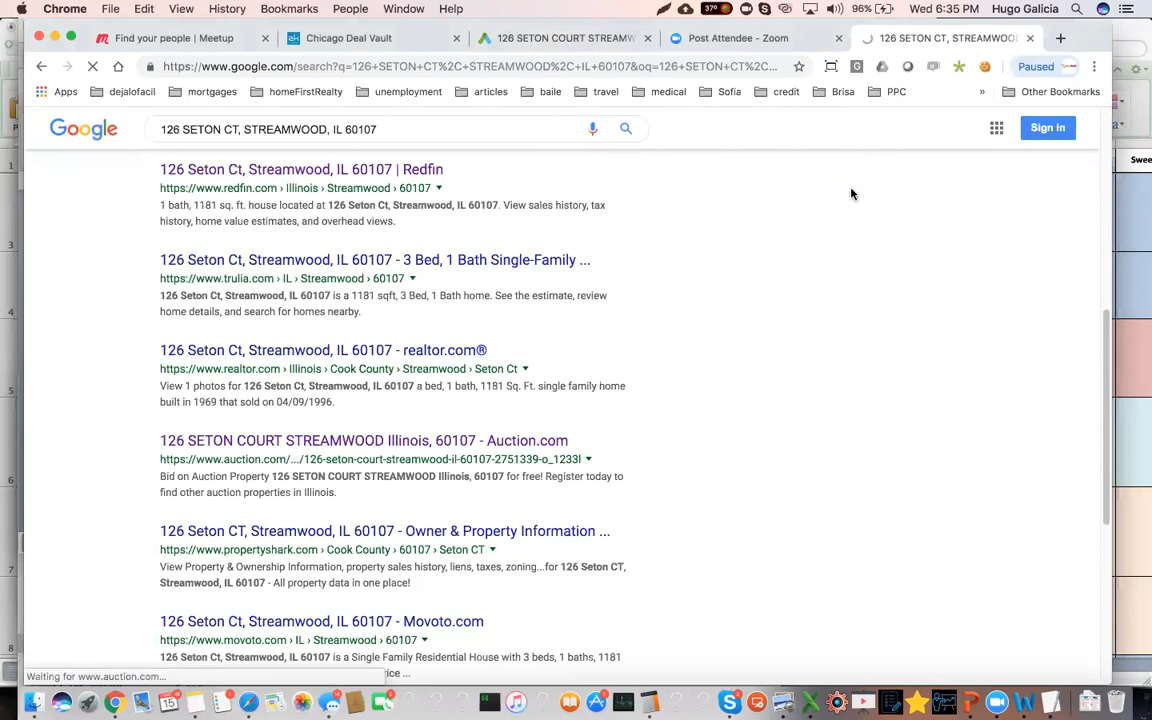 Chrome File Edit View History Bookmarks People Window Help 37° 96% Wed 6:35 PM Hugo Galicia
Find your people | Meetup Chicago Deal Vault 126 SETON COURT STREAMW Post Attendee - Zoom 126 SETON CT, STREAMWOO
https://www.google.com/search?q=126+SETON+CT%2C+STREAMWOOD%2C+IL+60107&oq=126+SETON+CT%2C... Paused
Apps dejalofacil mortgages homeFirstRealty unemployment articles baile travel medical Sofia credit Brisa PPC » Other Bookmarks
Google 126 SETON CT, STREAMWOOD, IL 60107 Sign in
126 Seton Ct, Streamwood, IL 60107 | Redfin
https://www.redfin.com › Illinois › Streamwood › 60107
1 bath, 1181 sq. ft. house located at 126 Seton Ct, Streamwood, IL 60107. View sales history, tax
history, home value estimates, and overhead views.
126 Seton Ct, Streamwood, IL 60107 - 3 Bed, 1 Bath Single-Family ...
https://www.trulia.com › IL › Streamwood › 60107
126 Seton Ct, Streamwood, IL 60107 is a 1181 sqft, 3 Bed, 1 Bath home. See the estimate, review
home details, and search for homes nearby.
126 Seton Ct, Streamwood, IL 60107 - realtor.com®
https://www.realtor.com › Illinois › Cook County › Streamwood › Seton Ct
View 1 photos for 126 Seton Ct, Streamwood, IL 60107 a bed, 1 bath, 1181 Sq. Ft. single family home
built in 1969 that sold on 04/09/1996.
126 SETON COURT STREAMWOOD Illinois, 60107 - Auction.com
https://www.auction.com/.../126-seton-court-streamwood-il-60107-2751339-o_1233l
Bid on Auction Property 126 SETON COURT STREAMWOOD Illinois, 60107 for free! Register today to
find other auction properties in Illinois.
126 Seton CT, Streamwood, IL 60107 - Owner & Property Information ...
https://www.propertyshark.com › Cook County › 60107 › Seton CT
View Property & Ownership Information, property sales history, liens, taxes, zoning...for 126 Seton CT,
Streamwood, IL 60107 - All property data in one place!
126 Seton Ct, Streamwood, IL 60107 - Movoto.com
https://www.movoto.com › IL › Streamwood › 60107
126 Seton Ct, Streamwood, IL 60107 is a Single Family Residential House with 3 beds, 1 baths, 1181
ice ...
Waiting for www.auction.com...
1
3
4
5
6
7
8
Swee